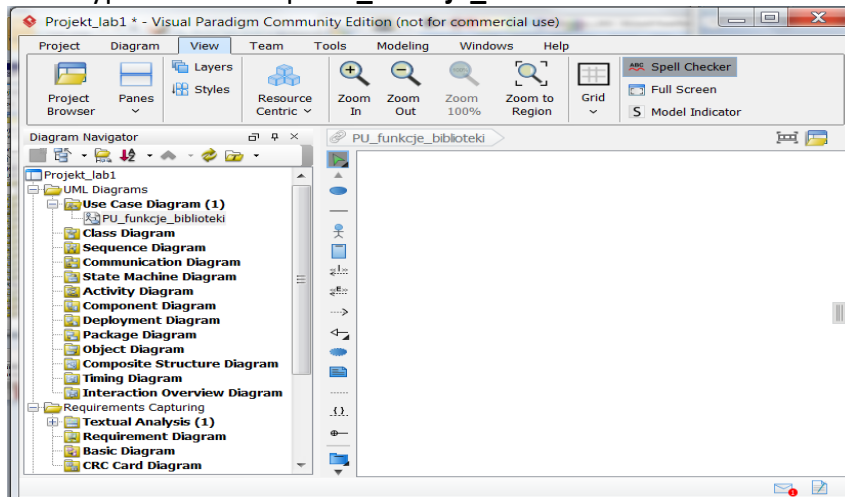 Projekt_lab1 * - Visual Paradigm Community Edition (not for commercial use)
Project Diagram View Team Tools Modeling Windows Help
Project Browser
Panes
Layers
Styles
Resource Centric
Zoom In
Zoom Out
Zoom 100%
Zoom to Region
Grid
ABC Spell Checker
Full Screen
S Model Indicator
Diagram Navigator
PU_funkcje_biblioteki
Projekt_lab1
UML Diagrams
Use Case Diagram (1)
PU_funkcje_biblioteki
Class Diagram
Sequence Diagram
Communication Diagram
State Machine Diagram
Activity Diagram
Component Diagram
Deployment Diagram
Package Diagram
Object Diagram
Composite Structure Diagram
Timing Diagram
Interaction Overview Diagram
Requirements Capturing
Textual Analysis (1)
Requirement Diagram
Basic Diagram
CRC Card Diagram